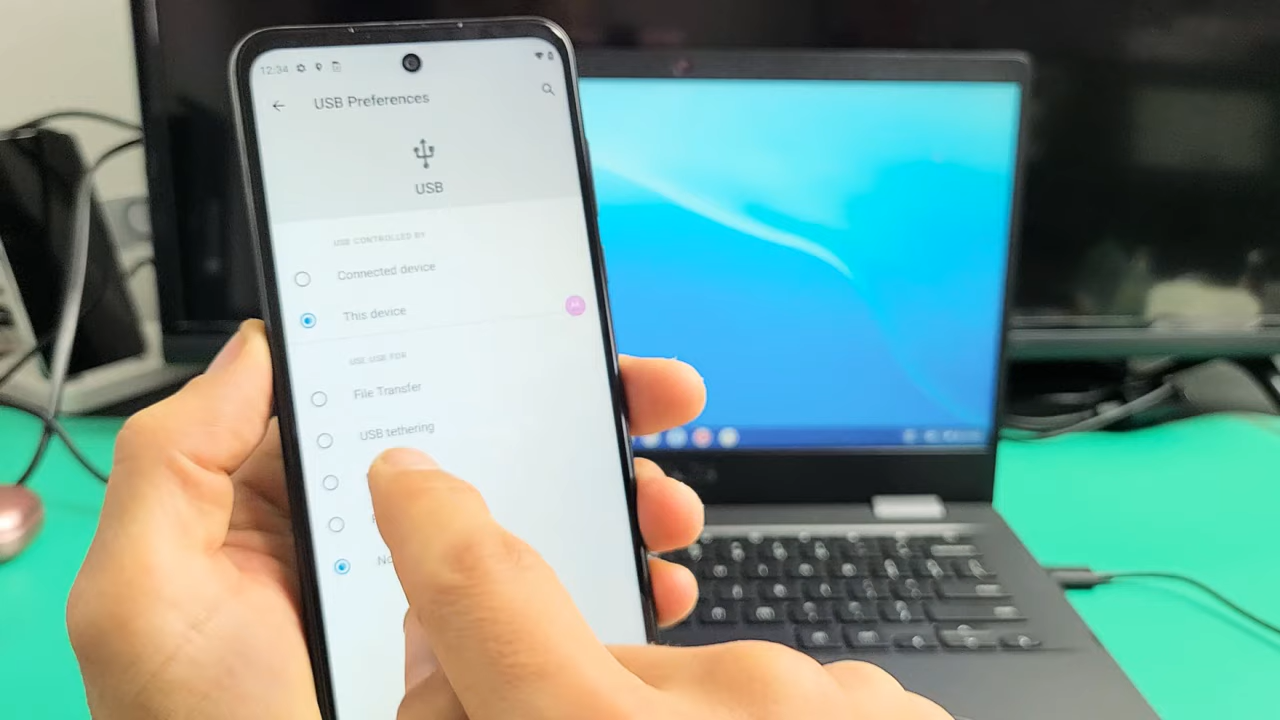 12:34
USB Preferences
USB
USB CONTROLLED BY
Connected device
This device
USE USB FOR
File Transfer
USB tethering
No